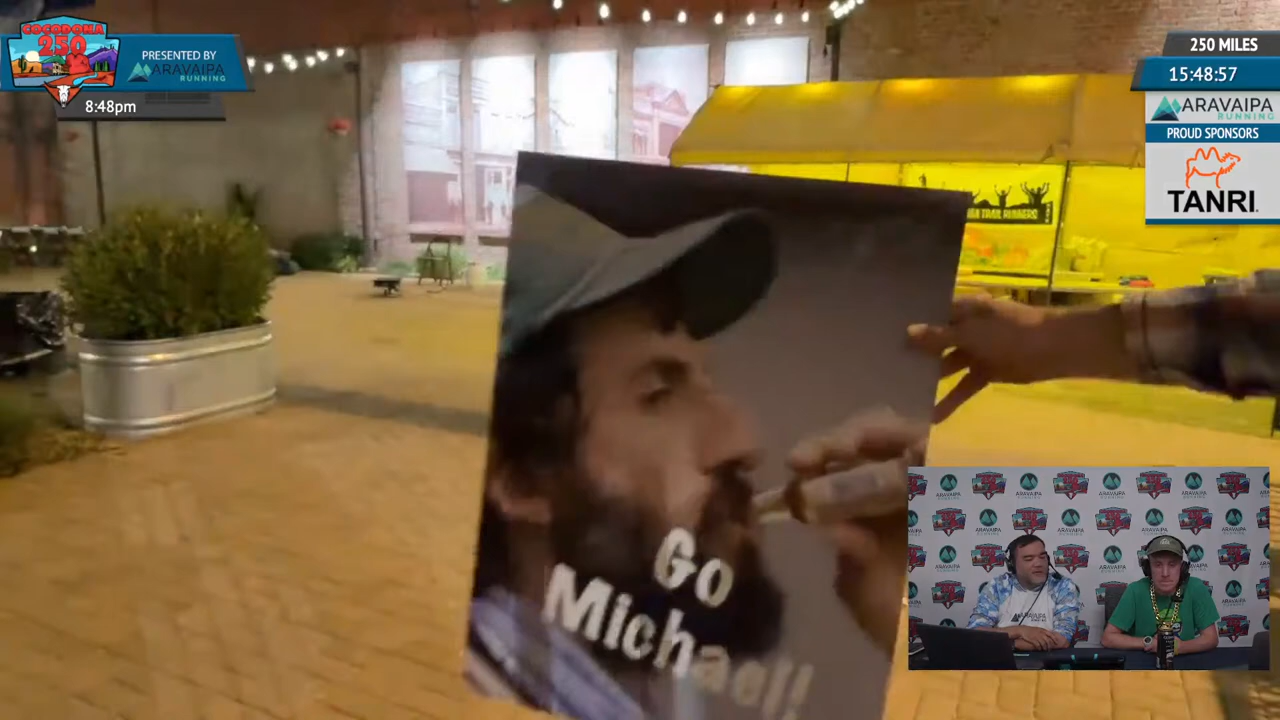 COCODONA
250
PRESENTED BY
ARAVAIPA
RUNNING
8:48pm
250 MILES
15:48:57
ARAVAIPA
RUNNING
PROUD SPONSORS
TANRI
TRAIL RUNNERS
Go
Michael!